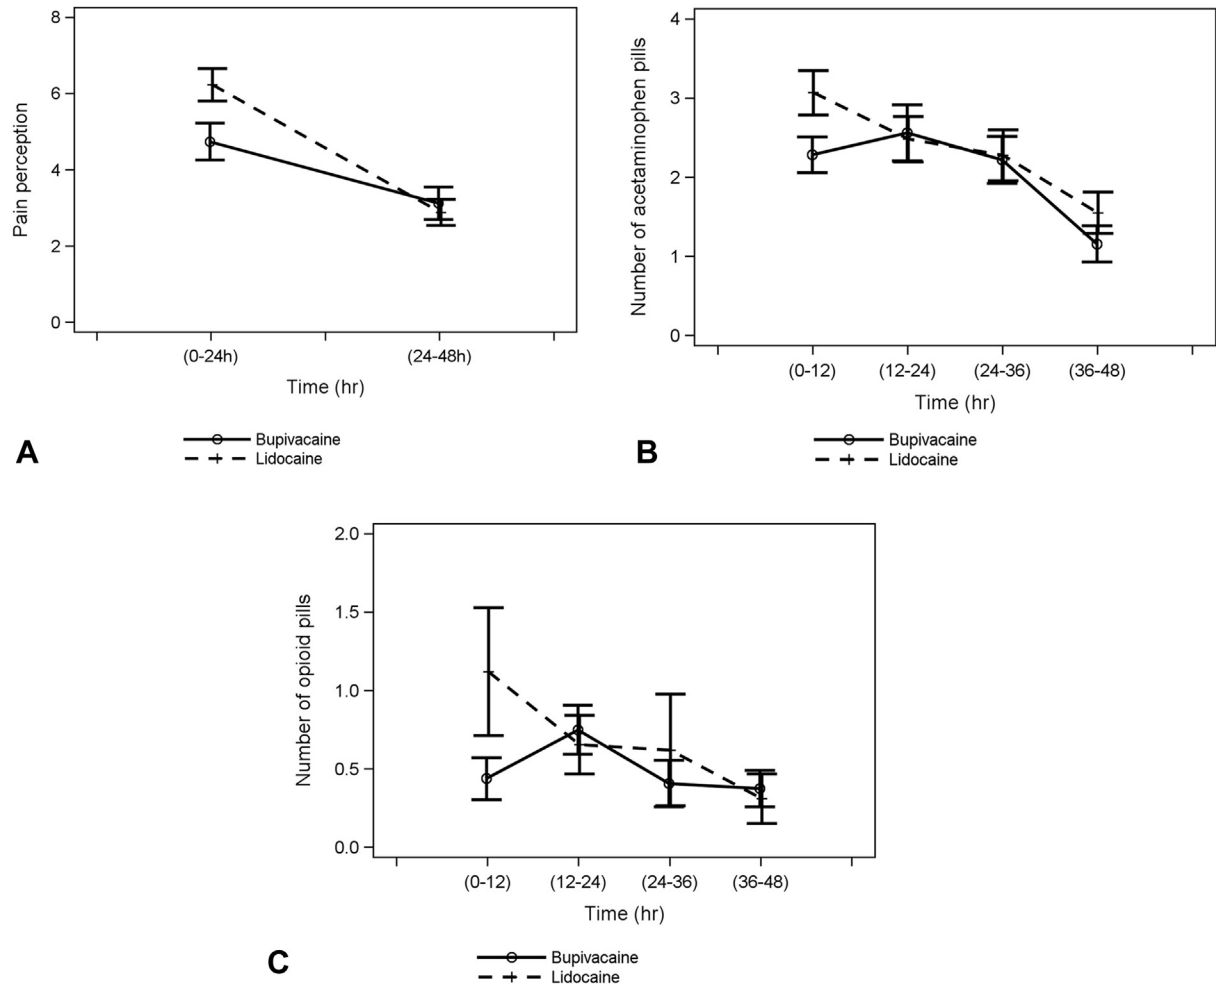 8
6
4
2
0
Pain perception
(0-24h) (24-48h)
Time (hr)
Bupivacaine
Lidocaine
A
4
3
2
1
0
Number of acetaminophen pills
(0-12) (12-24) (24-36) (36-48)
Time (hr)
Bupivacaine
Lidocaine
B
2.0
1.5
1.0
0.5
0.0
Number of opioid pills
(0-12) (12-24) (24-36) (36-48)
Time (hr)
Bupivacaine
Lidocaine
C